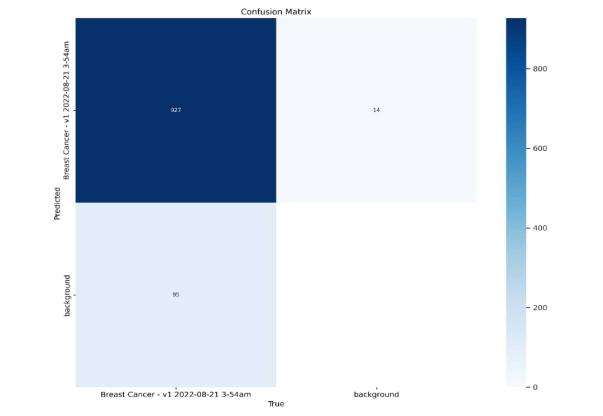 Confusion Matrix
Breast Cancer - v1 2022-08-21 3-54am
927
14
800
600
Predicted
400
background
95
200
0
Breast Cancer - v1 2022-08-21 3-54am
background
True